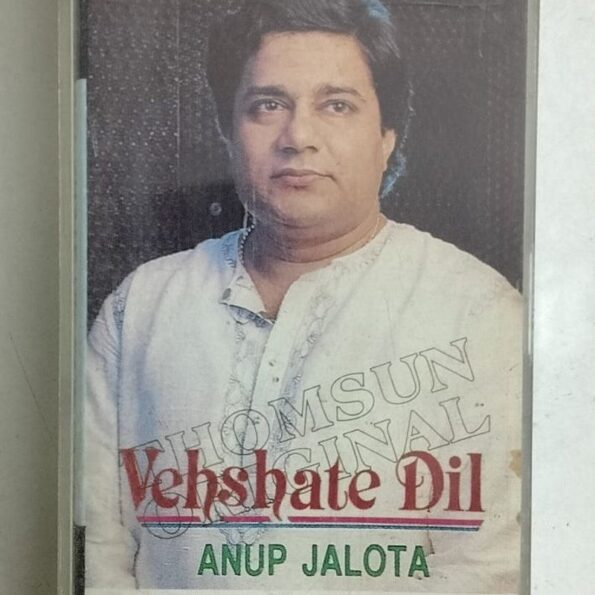 THOMSUN
ORIGINAL
Vehshate Dil
ANUP JALOTA